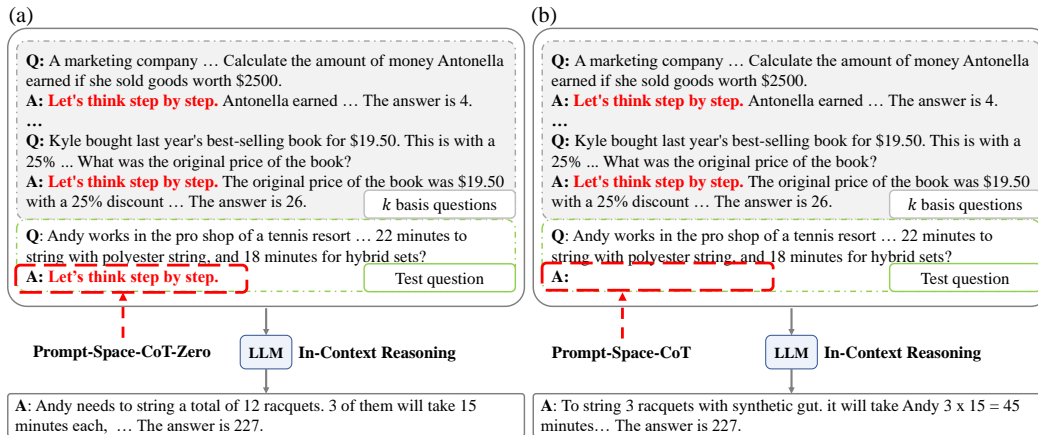 (a)
Q: A marketing company … Calculate the amount of money Antonella
earned if she sold goods worth $2500.
A: Let's think step by step. Antonella earned … The answer is 4.
…
Q: Kyle bought last year's best-selling book for $19.50. This is with a
25% ... What was the original price of the book?
A: Let's think step by step. The original price of the book was $19.50
with a 25% discount … The answer is 26.
k basis questions
Q: Andy works in the pro shop of a tennis resort … 22 minutes to
string with polyester string, and 18 minutes for hybrid sets?
A: Let's think step by step.
Test question
Prompt-Space-CoT-Zero
LLM
In-Context Reasoning
A: Andy needs to string a total of 12 racquets. 3 of them will take 15
minutes each, … The answer is 227.
(b)
Q: A marketing company … Calculate the amount of money Antonella
earned if she sold goods worth $2500.
A: Let's think step by step. Antonella earned … The answer is 4.
…
Q: Kyle bought last year's best-selling book for $19.50. This is with a
25% ... What was the original price of the book?
A: Let's think step by step. The original price of the book was $19.50
with a 25% discount … The answer is 26.
k basis questions
Q: Andy works in the pro shop of a tennis resort … 22 minutes to
string with polyester string, and 18 minutes for hybrid sets?
A:
Test question
Prompt-Space-CoT
LLM
In-Context Reasoning
A: To string 3 racquets with synthetic gut. it will take Andy 3 x 15 = 45
minutes… The answer is 227.